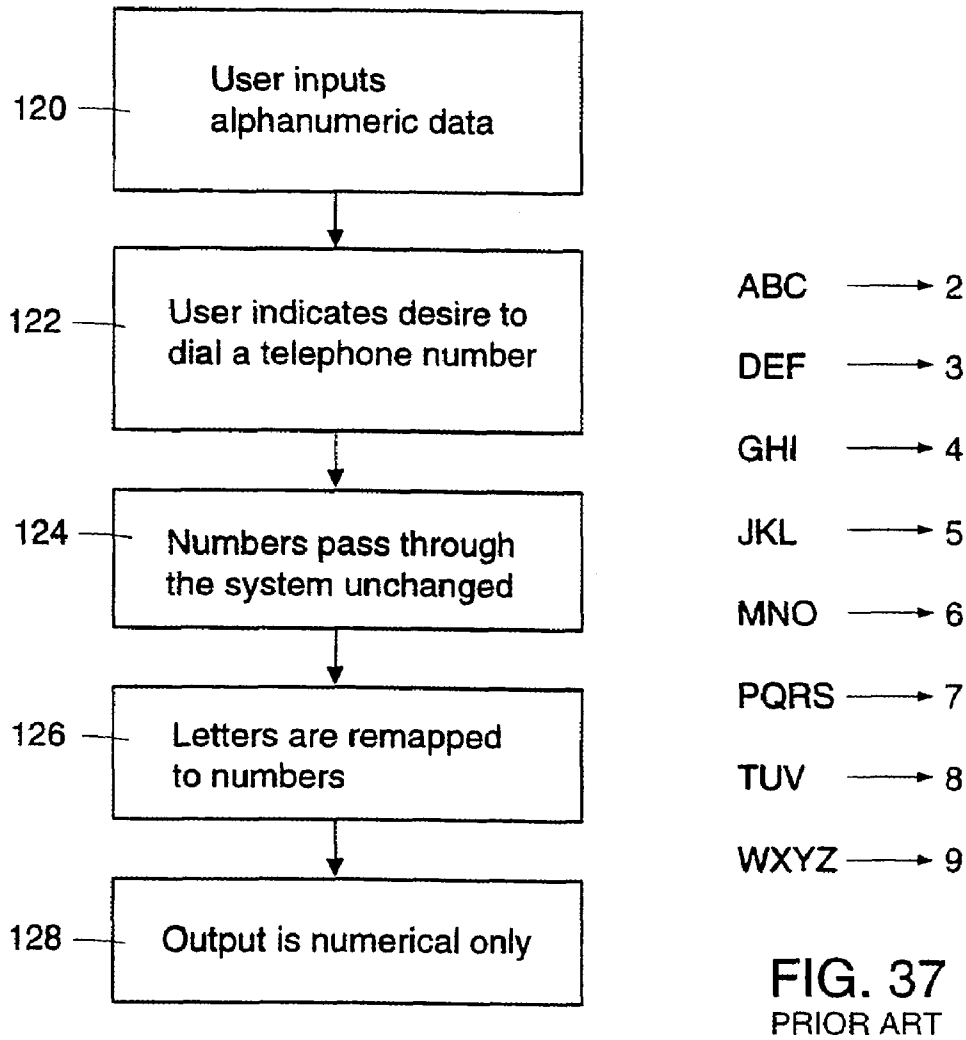 120
User inputs
alphanumeric data
122
User indicates desire to
dial a telephone number
124
Numbers pass through
the system unchanged
126
Letters are remapped
to numbers
128
Output is numerical only
ABC → 2
DEF → 3
GHI → 4
JKL → 5
MNO → 6
PQRS → 7
TUV → 8
WXYZ → 9
FIG. 37
PRIOR ART